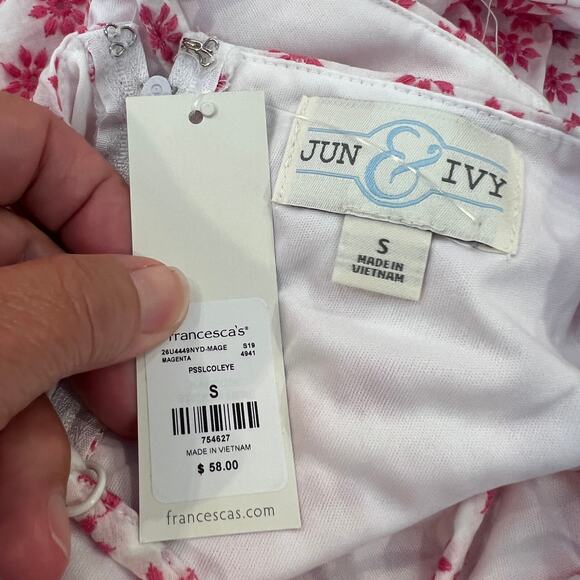 JUN & IVY
S
MADE IN
VIETNAM
francesca's®
26U4449NYD-MAGE S19
MAGENTA 4941
PSSLCOLEYE
S
754627
MADE IN VIETNAM
$ 58.00
francescas.com